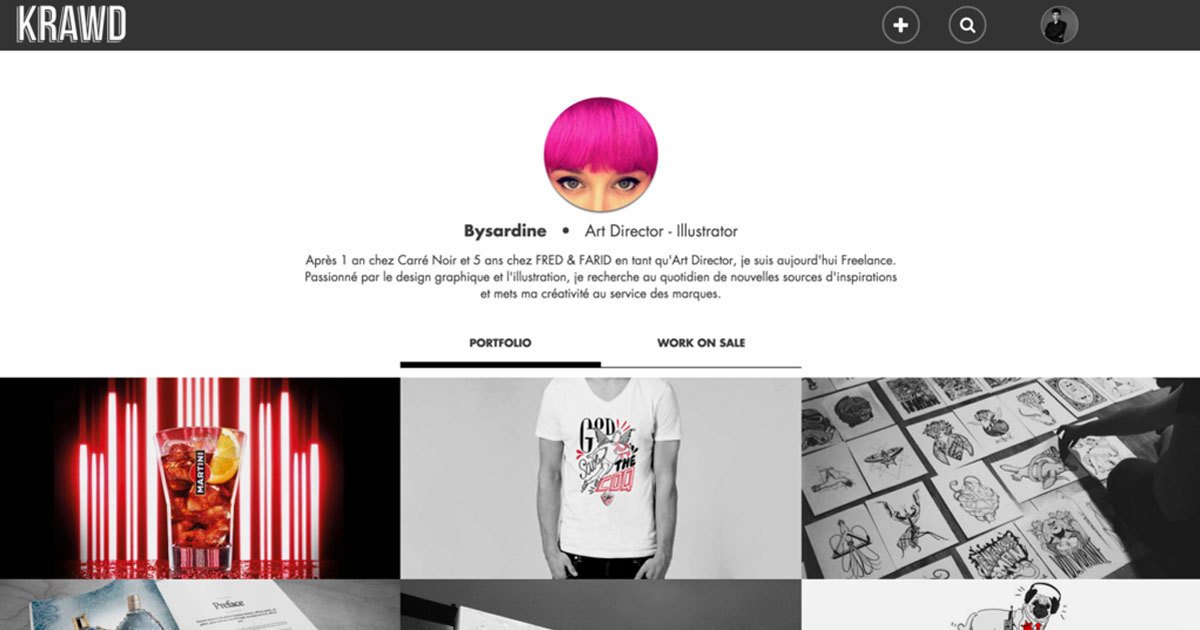 KRAWD
Bysardine • Art Director - Illustrator
Après 1 an chez Carré Noir et 5 ans chez FRED & FARID en tant qu'Art Director, je suis aujourd'hui Freelance.
Passionné par le design graphique et l'illustration, je recherche au quotidien de nouvelles sources d'inspirations
et mets ma créativité au service des marques.
PORTFOLIO WORK ON SALE
MARTINI
GOD
Save
THE
COQ
Preface